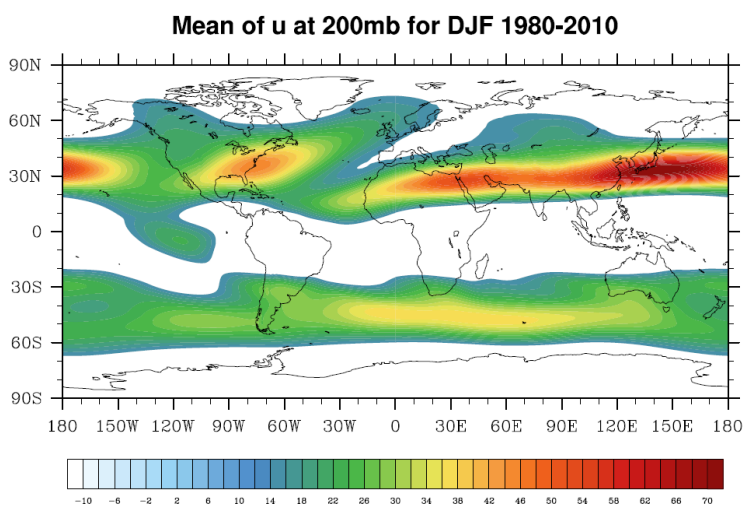 Mean of u at 200mb for DJF 1980-2010
90N
60N
30N
0
30S
60S
90S
180 150W 120W 90W 60W 30W 0 30E 60E 90E 120E 150E 180
-10 -6 -2 2 6 10 14 18 22 26 30 34 38 42 46 50 54 58 62 66 70